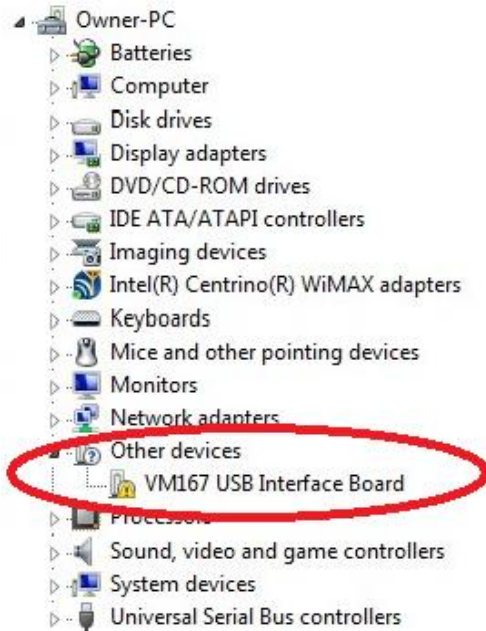 Owner-PC
Batteries
Computer
Disk drives
Display adapters
DVD/CD-ROM drives
IDE ATA/ATAPI controllers
Imaging devices
Intel(R) Centrino(R) WiMAX adapters
Keyboards
Mice and other pointing devices
Monitors
Network adapters
Other devices
VM167 USB Interface Board
Processors
Sound, video and game controllers
System devices
Universal Serial Bus controllers